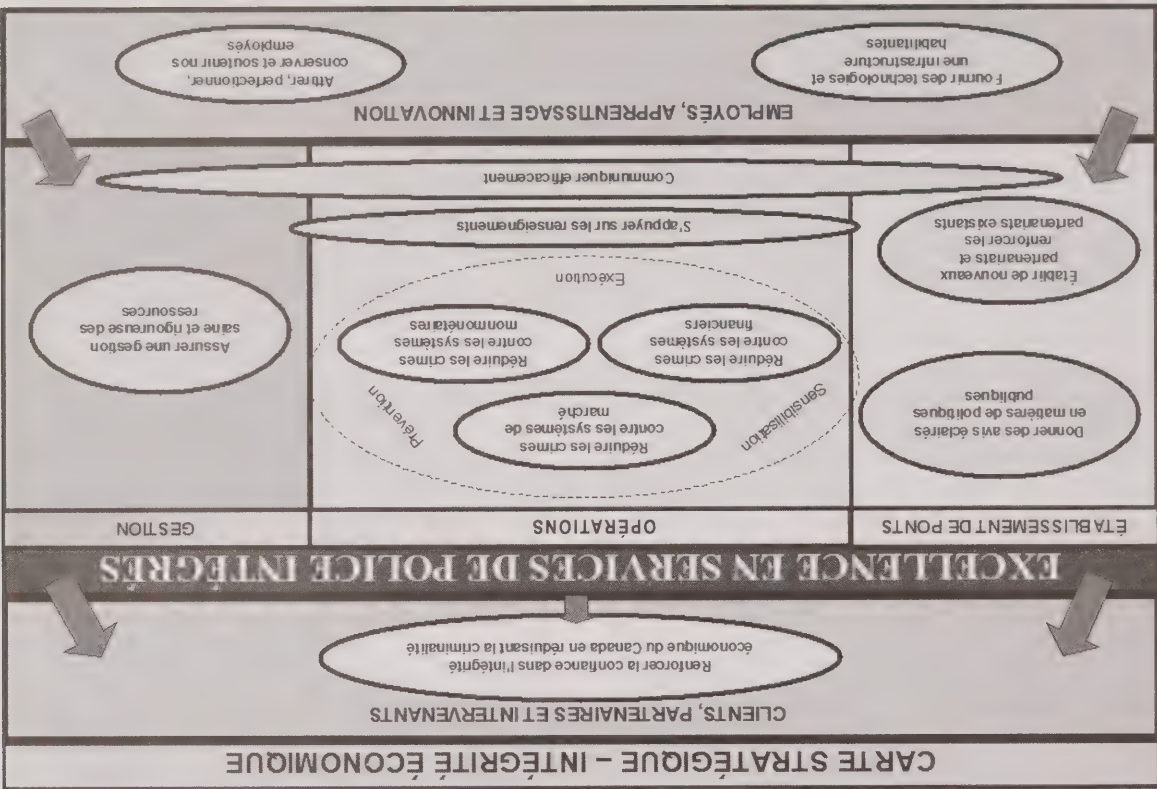 CARTE STRATÉGIQUE – INTÉGRITÉ ÉCONOMIQUE
CLIENTS, PARTENAIRES ET INTERVENANTS
Renforcer la confiance dans l'intégrité
économique du Canada en réduisant la criminalité
EXCELLENCE EN SERVICES DE POLICE INTÉGRÉS
ÉTABLISSEMENT DE PONTS
OPÉRATIONS
GESTION
Donner des avis éclairés
en matières de politiques
publiques
Établir de nouveaux
partenariats et
renforcer les
partenariats existants
Sensibilisation
Réduire les crimes
contre les systèmes de
marché
Prévention
Réduire les crimes
contre les systèmes
financiers
Réduire les crimes
contre les systèmes
monmonétaires
Exécution
S'appuyer sur les renseignements
Assurer une gestion
saine et rigoureuse des
ressources
Communiquer efficacement
EMPLOYÉS, APPRENTISSAGE ET INNOVATION
Fournir des technologies et
une infrastructure
habilitantes
Attirer, perfectionner,
conserver et soutenir nos
employés